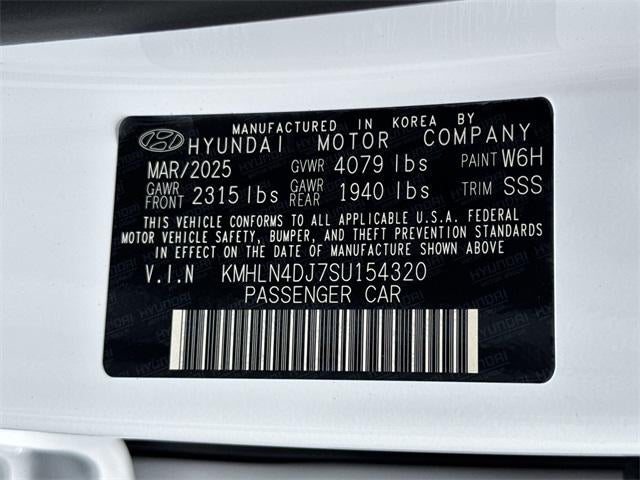 MANUFACTURED IN KOREA BY
HYUNDAI MOTOR COMPANY
MAR/2025 GVWR 4079 lbs PAINT W6H
GAWR FRONT 2315 lbs GAWR REAR 1940 lbs TRIM SSS
THIS VEHICLE CONFORMS TO ALL APPLICABLE U.S.A. FEDERAL
MOTOR VEHICLE SAFETY, BUMPER, AND THEFT PREVENTION STANDARDS
IN EFFECT ON THE DATE OF MANUFACTURE SHOWN ABOVE
V.I.N KMHLN4DJ7SU154320
PASSENGER CAR